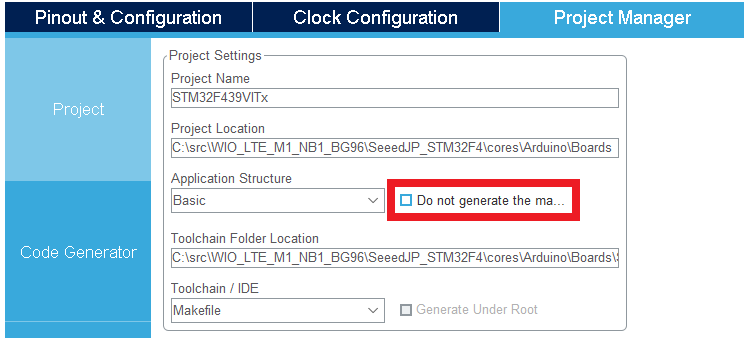 Pinout & Configuration
Clock Configuration
Project Manager
Project
Code Generator
Project Settings
Project Name
STM32F439VITx
Project Location
C:\src\WIO_LTE_M1_NB1_BG96\SeeedJP_STM32F4\cores\Arduino\Boards
Application Structure
Basic
Do not generate the ma...
Toolchain Folder Location
C:\src\WIO_LTE_M1_NB1_BG96\SeeedJP_STM32F4\cores\Arduino\Boards\
Toolchain / IDE
Makefile
Generate Under Root